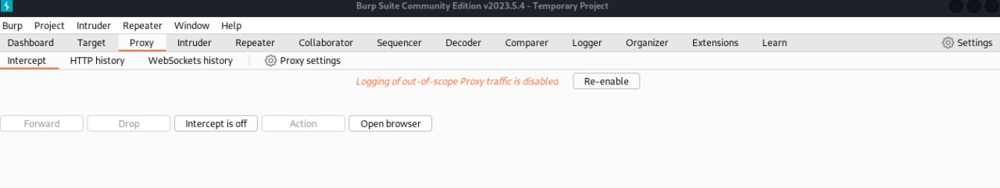 Burp Suite Community Edition v2023.5.4 - Temporary Project
Burp Project Intruder Repeater Window Help
Dashboard Target Proxy Intruder Repeater Collaborator Sequencer Decoder Comparer Logger Organizer Extensions Learn Settings
Intercept HTTP history WebSockets history Proxy settings
Logging of out-of-scope Proxy traffic is disabled Re-enable
Forward Drop Intercept is off Action Open browser